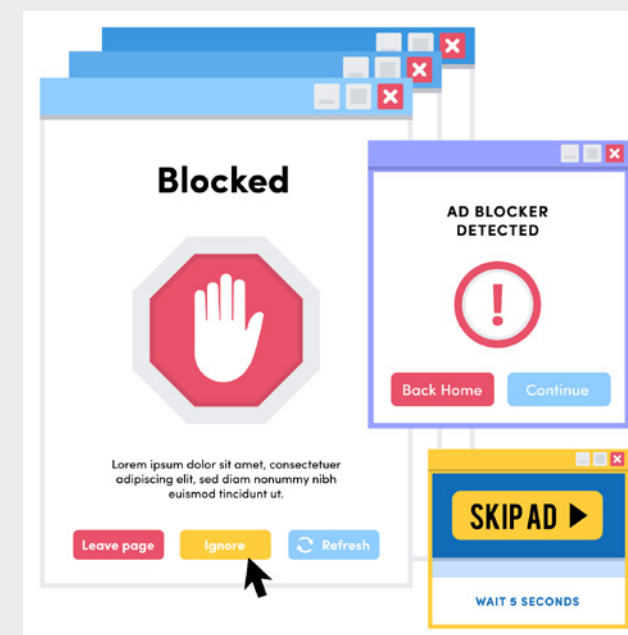 Blocked
Lorem ipsum dolor sit amet, consectetuer
adipiscing elit, sed diam nonummy nibh
euismod tincidunt ut.
Leave page
Ignore
Refresh
AD BLOCKER
DETECTED
!
Back Home
Continue
SKIP AD
WAIT 5 SECONDS